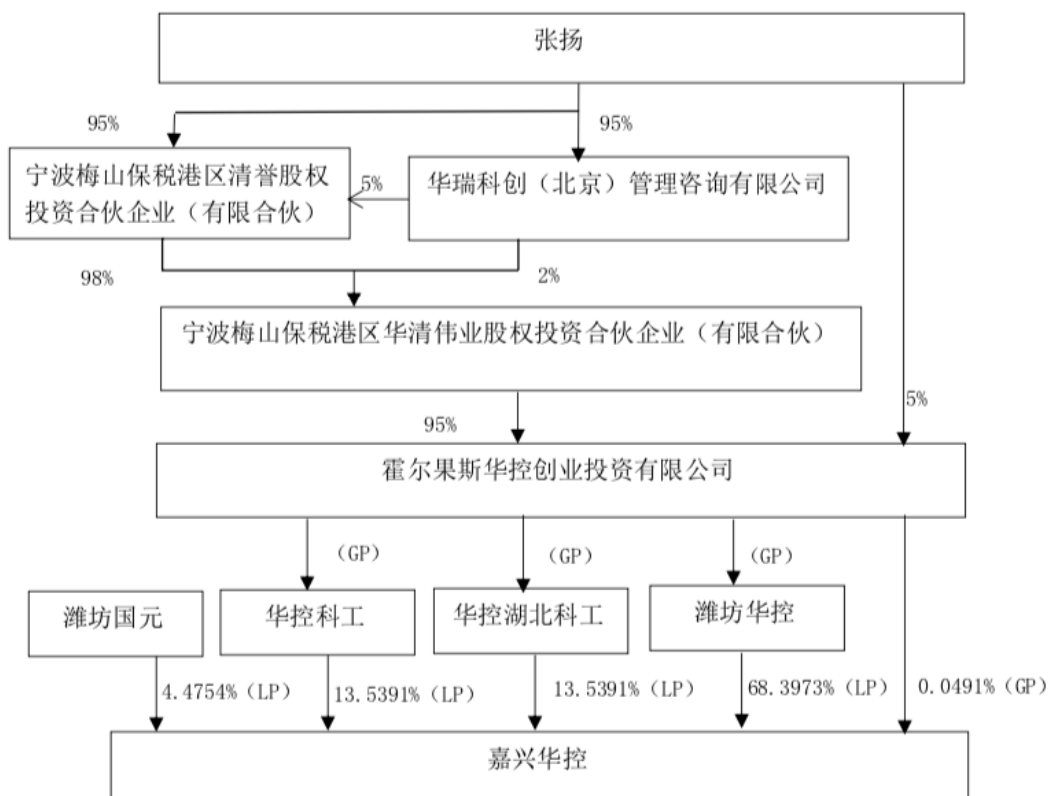 张扬
95%
95%
宁波梅山保税港区清誉股权
投资合伙企业（有限合伙）
5%
华瑞科创（北京）管理咨询有限公司
98%
2%
宁波梅山保税港区华清伟业股权投资合伙企业（有限合伙）
95%
5%
霍尔果斯华控创业投资有限公司
（GP）
（GP）
（GP）
潍坊国元
华控科工
华控湖北科工
潍坊华控
4.4754%（LP）
13.5391%（LP）
13.5391%（LP）
68.3973%（LP）
0.0491%（GP）
嘉兴华控